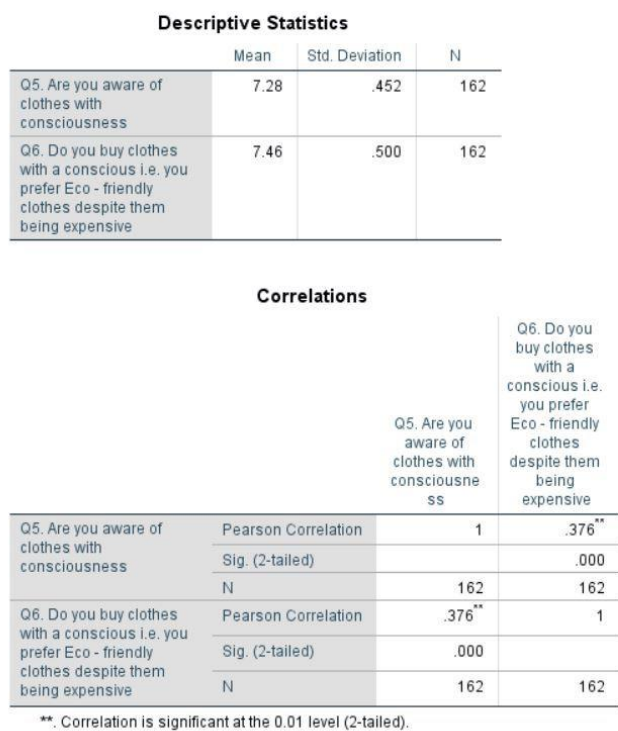 Descriptive Statistics
Mean Std. Deviation N
Q5. Are you aware of
clothes with
consciousness
7.28 .452 162
Q6. Do you buy clothes
with a conscious i.e. you
prefer Eco - friendly
clothes despite them
being expensive
7.46 .500 162
Correlations
Q5. Are you
aware of
clothes with
consciousne
ss
Q6. Do you
buy clothes
with a
conscious i.e.
you prefer
Eco - friendly
clothes
despite them
being
expensive
Q5. Are you aware of
clothes with
consciousness
Pearson Correlation 1 .376**
Sig. (2-tailed) .000
N 162 162
Q6. Do you buy clothes
with a conscious i.e. you
prefer Eco - friendly
clothes despite them
being expensive
Pearson Correlation .376** 1
Sig. (2-tailed) .000
N 162 162
**. Correlation is significant at the 0.01 level (2-tailed).